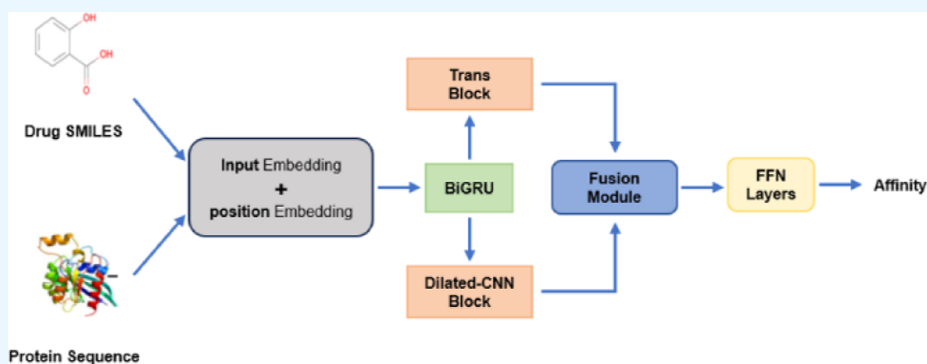 OH
OH
O
Drug SMILES
Protein Sequence
Input Embedding
+
position Embedding
BiGRU
Trans
Block
Dilated-CNN
Block
Fusion
Module
FFN
Layers
Affinity